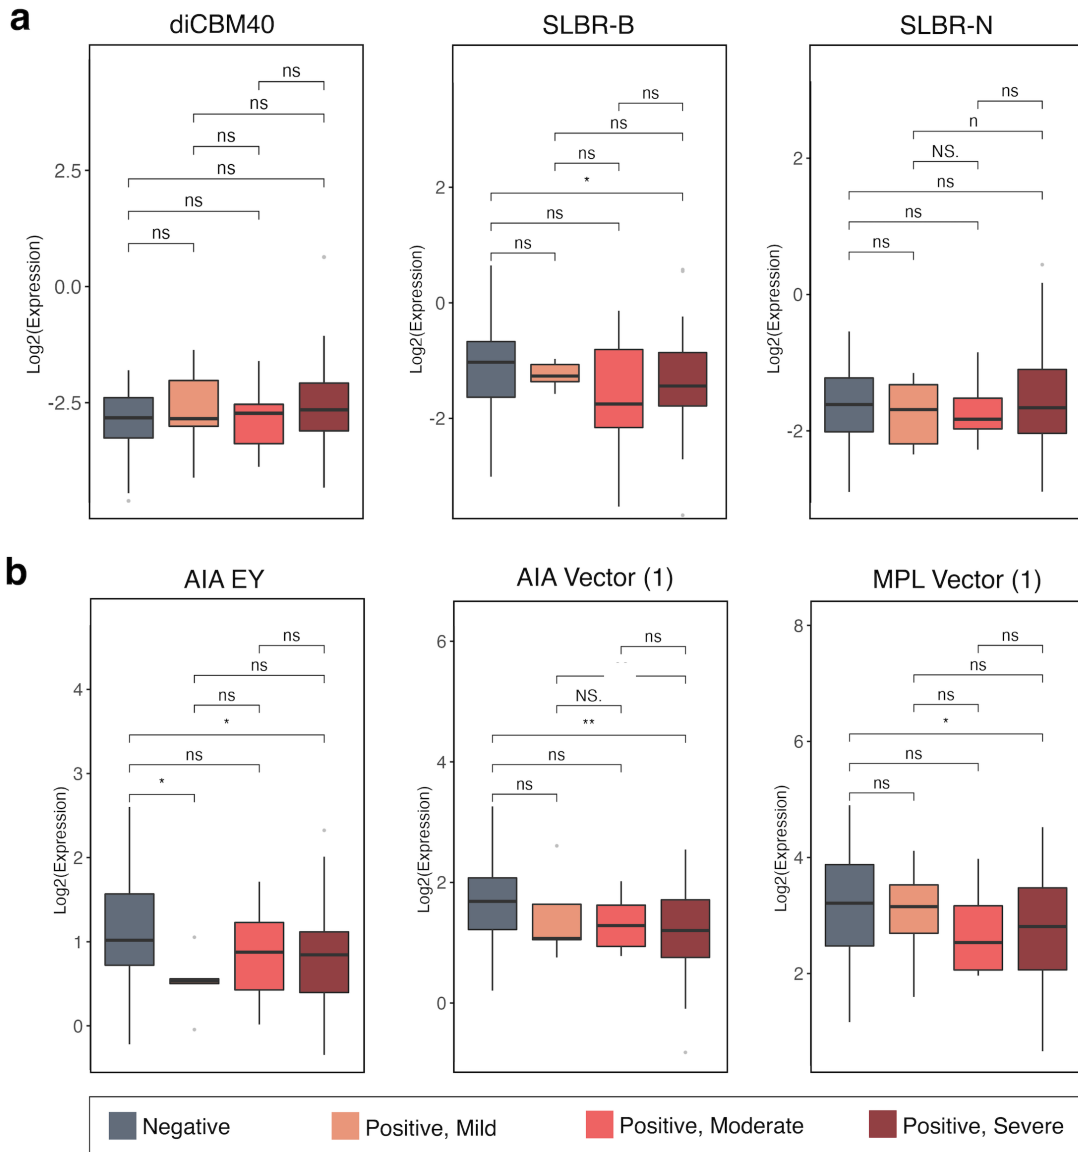 a
diCBM40
SLBR-B
SLBR-N
ns
ns
ns
ns
ns
ns
2.5
0.0
-2.5
Log2(Expression)
ns
ns
ns
*
ns
ns
2
0
-2
Log2(Expression)
ns
n
NS.
ns
ns
ns
2
0
-2
Log2(Expression)
b
AIA EY
AIA Vector (1)
MPL Vector (1)
ns
ns
ns
*
ns
*
4
3
2
1
0
Log2(Expression)
ns
NS.
**
ns
ns
6
4
2
0
Log2(Expression)
ns
ns
ns
*
ns
ns
8
6
4
2
Log2(Expression)
Negative
Positive, Mild
Positive, Moderate
Positive, Severe